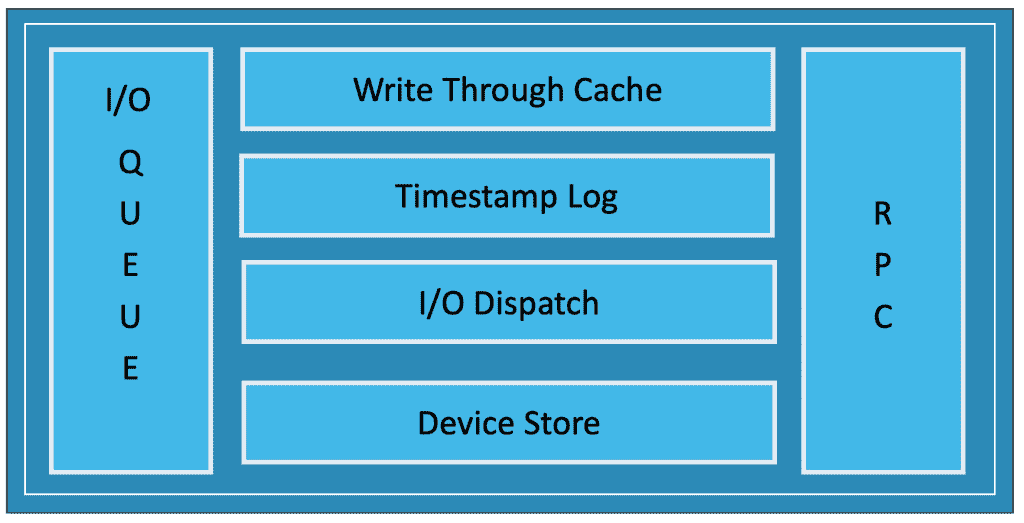 I/O
Q
U
E
U
E
Write Through Cache
Timestamp Log
I/O Dispatch
Device Store
R
P
C